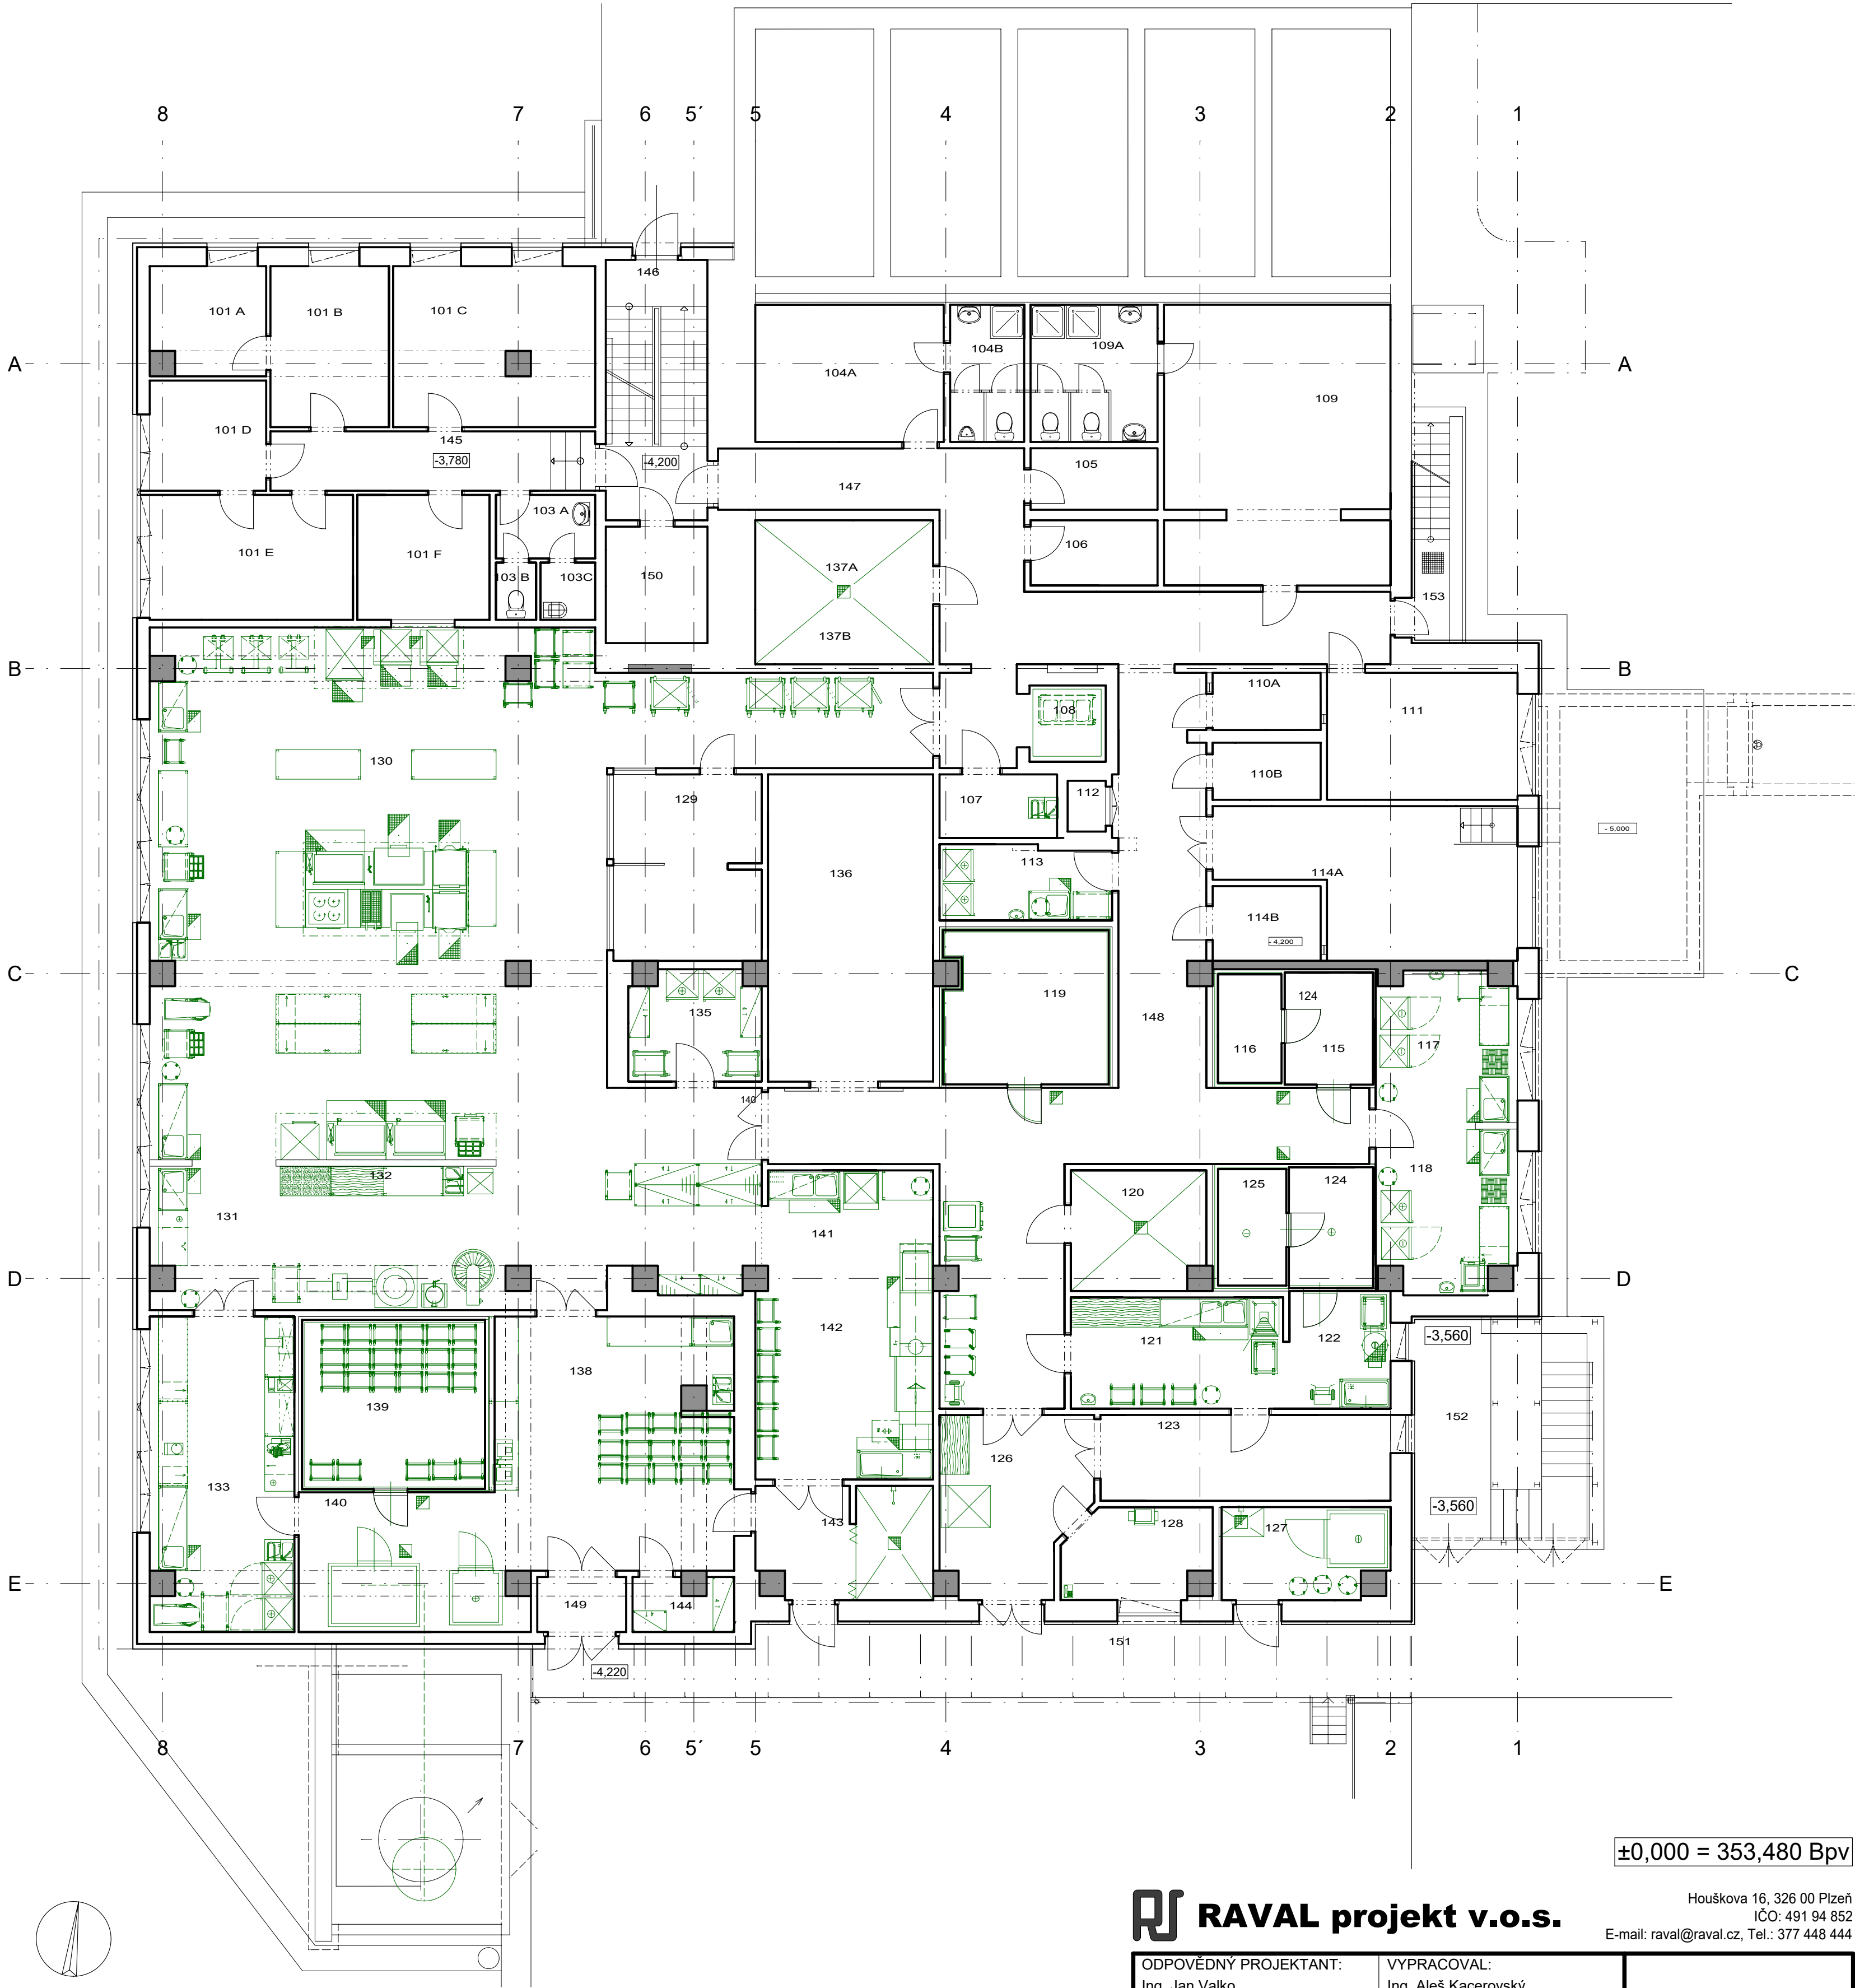 8 7 6 5´ 5 4 3 2 1
146
101 A 101 B 101 C
104B 109A
A A
104A
109
101 D
145
-3,780 -4,200
105
147
103 A
106
101 E 101 F
137A
103 B 103C 150
153
137B
B B
110A
108 111
130
110B
129 107 112
113
136 114A
114B
- 4,200
- 5,000
C C
119 124
135 148
116 115 117
140
132
125 124 118
120
131
141
D D
142 121 122
-3,560
138
139
123 152
126
133
140
-3,560
143 128 127
E E
149 144
151
-4,220
8 7 6 5´ 5 4 3 2 1
±0,000 = 353,480 Bpv
RAVAL projekt v.o.s.
Houškova 16, 326 00 Plzeň
IČO: 491 94 852
E-mail: raval@raval.cz, Tel.: 377 448 444
ODPOVĚDNÝ PROJEKTANT: VYPRACOVAL:
Ing. Jan Valko Ing. Aleš Kacerovský